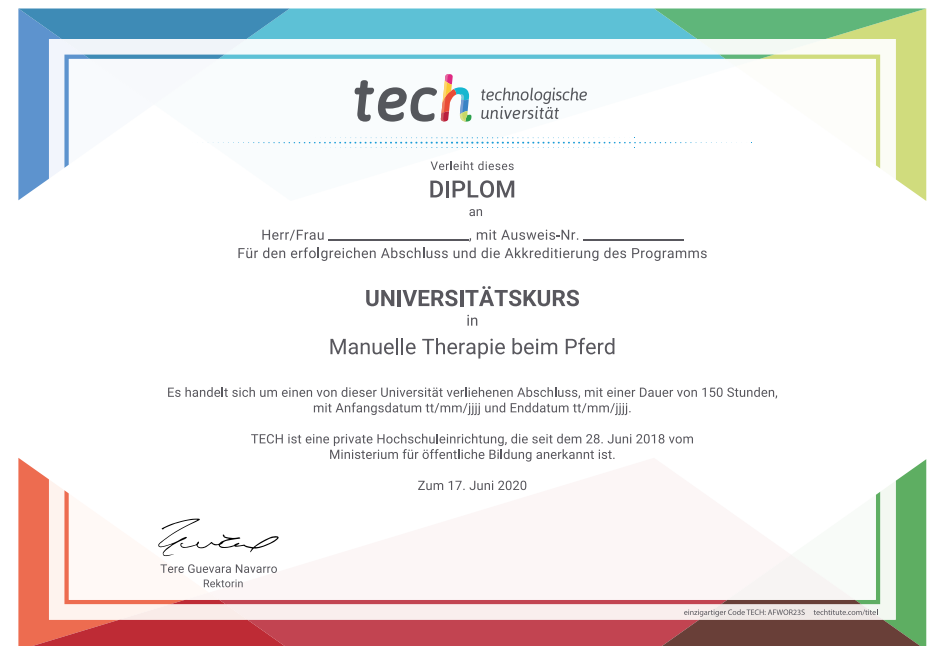 tech technologische
universität
Verleiht dieses
DIPLOM
an
Herr/Frau ____________________, mit Ausweis-Nr. ______________
Für den erfolgreichen Abschluss und die Akkreditierung des Programms
UNIVERSITÄTSKURS
in
Manuelle Therapie beim Pferd
Es handelt sich um einen von dieser Universität verliehenen Abschluss, mit einer Dauer von 150 Stunden,
mit Anfangsdatum tt/mm/jjjj und Enddatum tt/mm/jjjj.
TECH ist eine private Hochschuleinrichtung, die seit dem 28. Juni 2018 vom
Ministerium für öffentliche Bildung anerkannt ist.
Zum 17. Juni 2020
Tere Guevara Navarro
Rektorin
einzigartiger Code TECH: AFWOR23S techtitute.com/titel